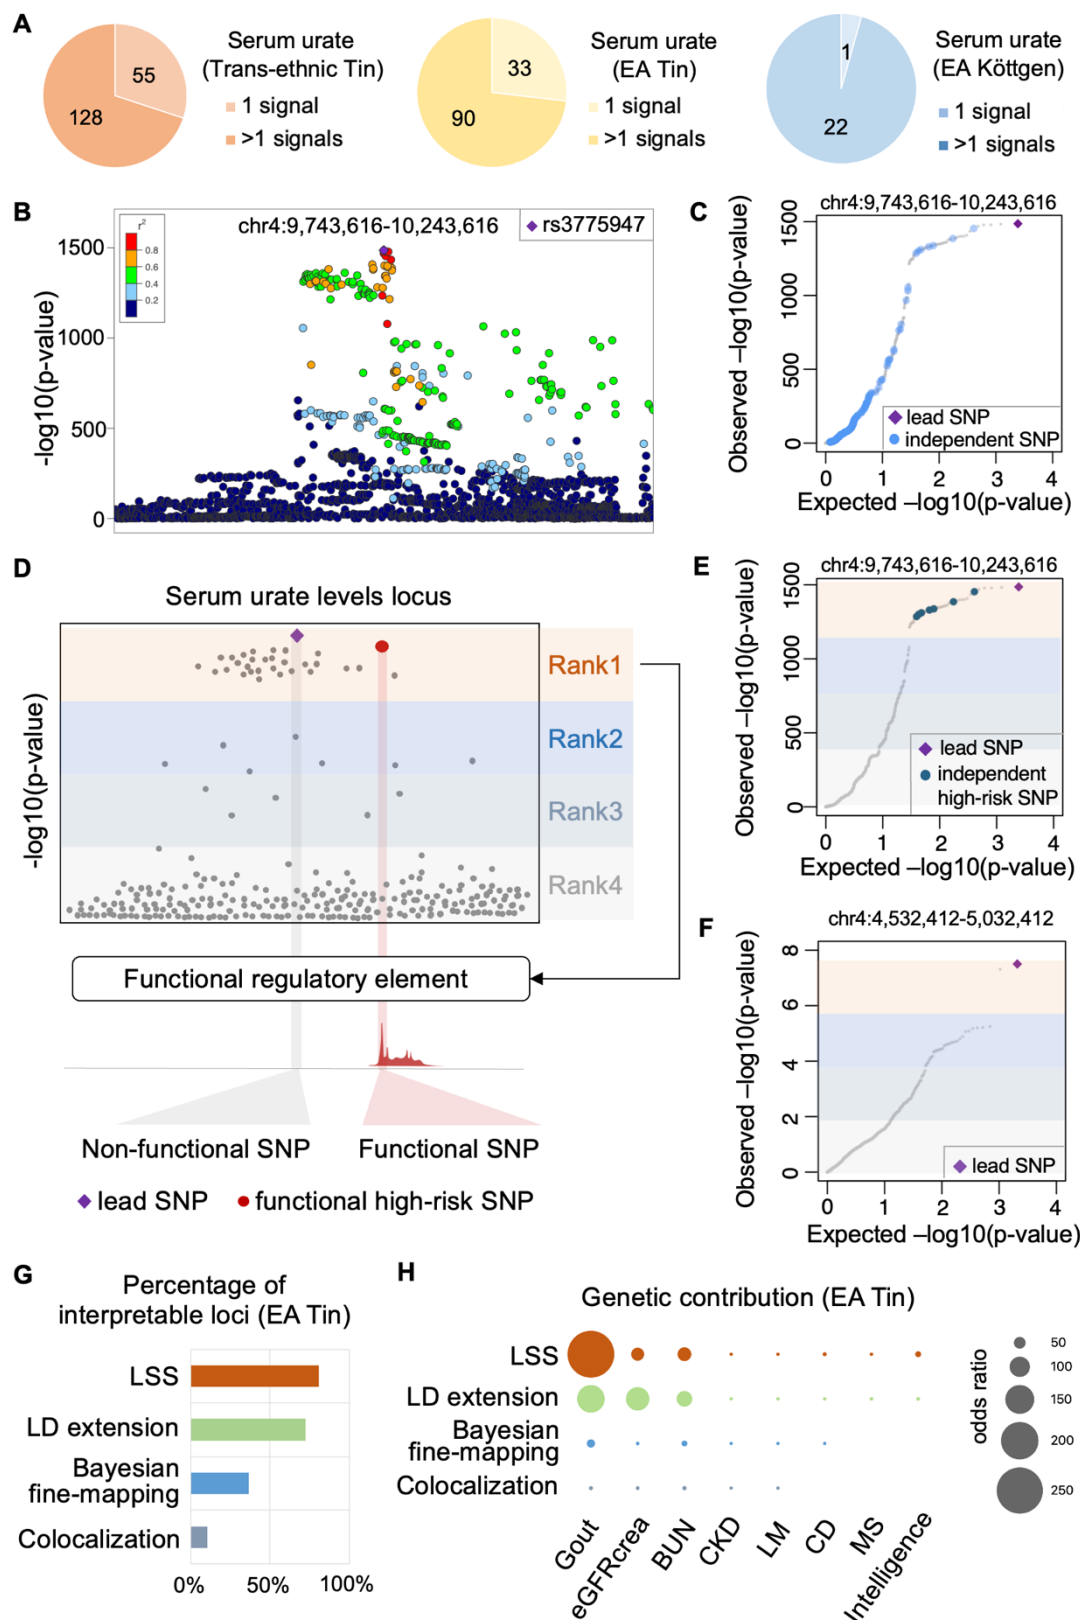 A
55
128
Serum urate
(Trans-ethnic Tin)
1 signal
>1 signals
33
90
Serum urate
(EA Tin)
1 signal
>1 signals
1
22
Serum urate
(EA Köttgen)
1 signal
>1 signals
B
r²
0.8
0.6
0.4
0.2
chr4:9,743,616-10,243,616
rs3775947
-log10(p-value)
1500
1000
500
0
C
chr4:9,743,616-10,243,616
Observed –log10(p-value)
1500
1000
500
0
lead SNP
independent SNP
0 1 2 3 4
Expected –log10(p-value)
D
Serum urate levels locus
-log10(p-value)
Rank1
Rank2
Rank3
Rank4
Functional regulatory element
Non-functional SNP
Functional SNP
lead SNP
functional high-risk SNP
E
chr4:9,743,616-10,243,616
Observed –log10(p-value)
1500
1000
500
0
lead SNP
independent
high-risk SNP
0 1 2 3 4
Expected –log10(p-value)
F
chr4:4,532,412-5,032,412
Observed –log10(p-value)
8
6
4
2
0
lead SNP
0 1 2 3 4
Expected –log10(p-value)
G
Percentage of
interpretable loci (EA Tin)
LSS
LD extension
Bayesian
fine-mapping
Colocalization
0% 50% 100%
H
Genetic contribution (EA Tin)
LSS
LD extension
Bayesian
fine-mapping
Colocalization
Gout
eGFRcrea
BUN
CKD
LM
CD
MS
Intelligence
odds ratio
50
100
150
200
250